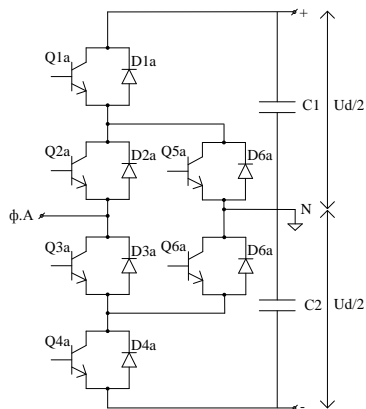 +
Q1a D1a
C1 Ud/2
Q2a D2a Q5a D6a
ф.А N
Q3a D3a Q6a D6a
C2 Ud/2
Q4a D4a
-